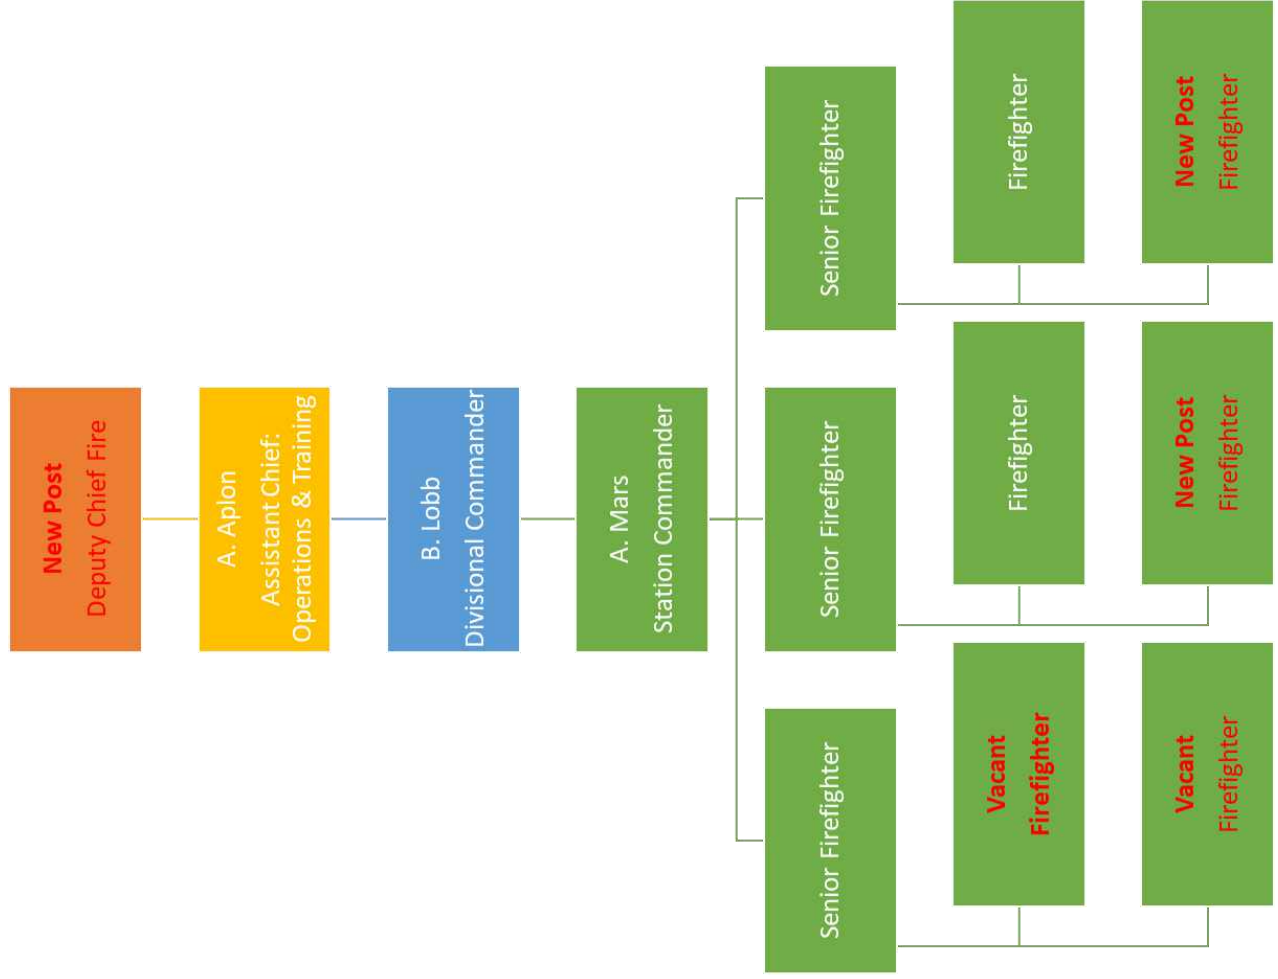 New Post
Deputy Chief Fire
A. Aplon
Assistant Chief:
Operations & Training
B. Lobb
Divisional Commander
A. Mars
Station Commander
Senior Firefighter
Vacant
Firefighter
Vacant
Firefighter
Senior Firefighter
Firefighter
New Post
Firefighter
Senior Firefighter
Firefighter
New Post
Firefighter